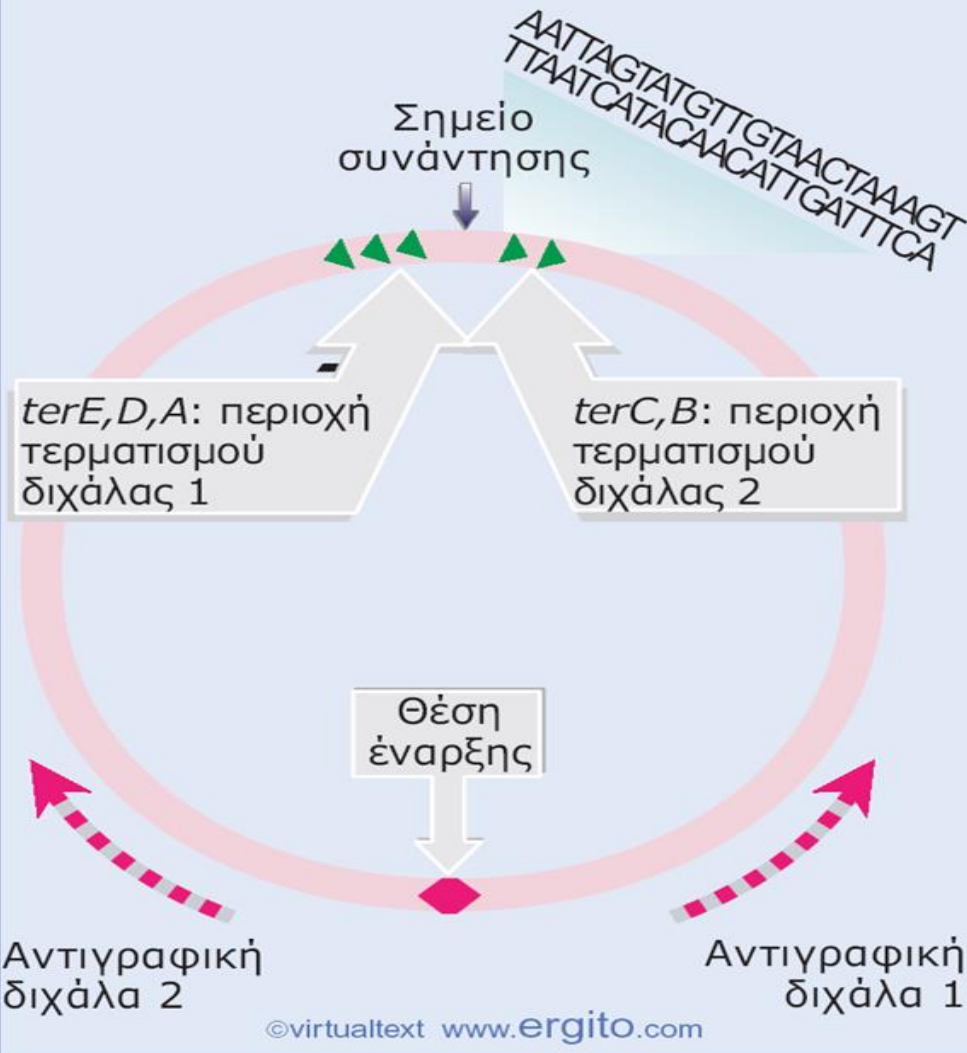 AATTAGTATGTTGTAACTAAAGT
TTAATCATACAACATTGATTTCA
Σημείο
συνάντησης
terE,D,A: περιοχή
τερματισμού
διχάλας 1
terC,B: περιοχή
τερματισμού
διχάλας 2
Θέση
έναρξης
Αντιγραφική
διχάλα 2
Αντιγραφική
διχάλα 1
©virtualtext www.ergito.com